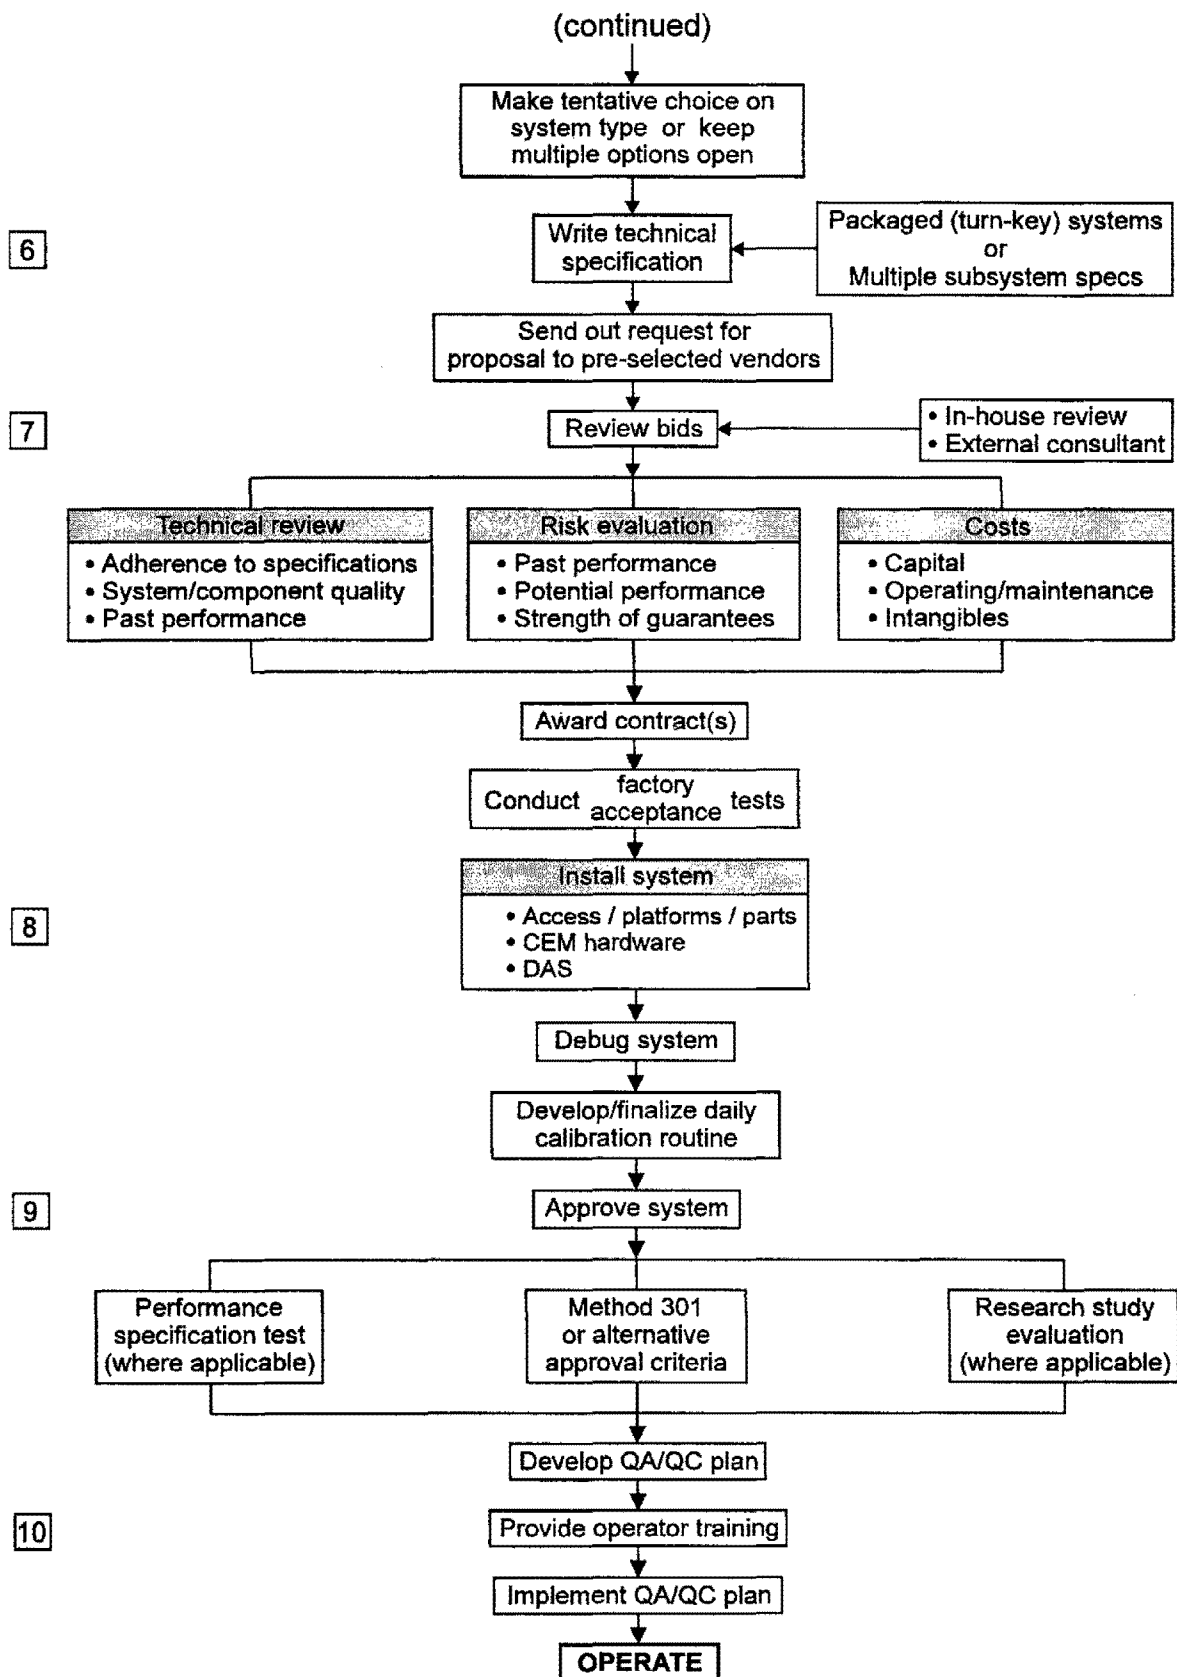 (continued)
Make tentative choice on
system type or keep
multiple options open
6
Write technical
specification
Packaged (turn-key) systems
or
Multiple subsystem specs
Send out request for
proposal to pre-selected vendors
7
Review bids
• In-house review
• External consultant
Technical review
• Adherence to specifications
• System/component quality
• Past performance
Risk evaluation
• Past performance
• Potential performance
• Strength of guarantees
Costs
• Capital
• Operating/maintenance
• Intangibles
Award contract(s)
Conduct factory acceptance tests
8
Install system
• Access / platforms / parts
• CEM hardware
• DAS
Debug system
Develop/finalize daily
calibration routine
9
Approve system
Performance
specification test
(where applicable)
Method 301
or alternative
approval criteria
Research study
evaluation
(where applicable)
Develop QA/QC plan
10
Provide operator training
Implement QA/QC plan
OPERATE